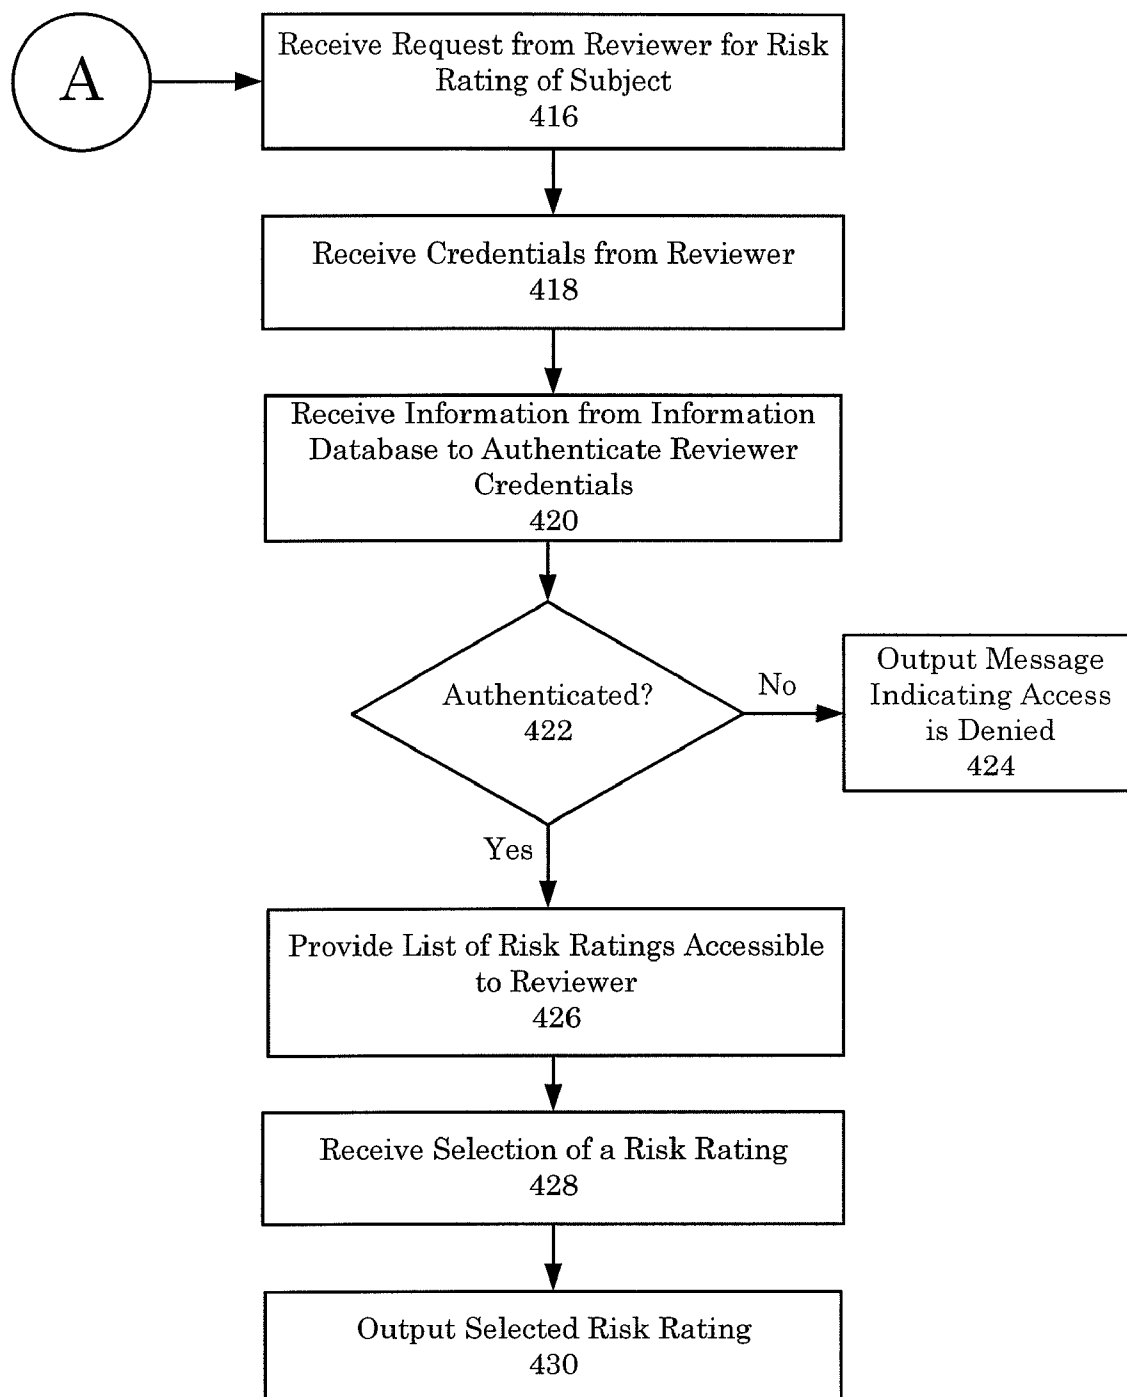 A
Receive Request from Reviewer for Risk
Rating of Subject
416
Receive Credentials from Reviewer
418
Receive Information from Information
Database to Authenticate Reviewer
Credentials
420
Authenticated?
422
No
Output Message
Indicating Access
is Denied
424
Yes
Provide List of Risk Ratings Accessible
to Reviewer
426
Receive Selection of a Risk Rating
428
Output Selected Risk Rating
430